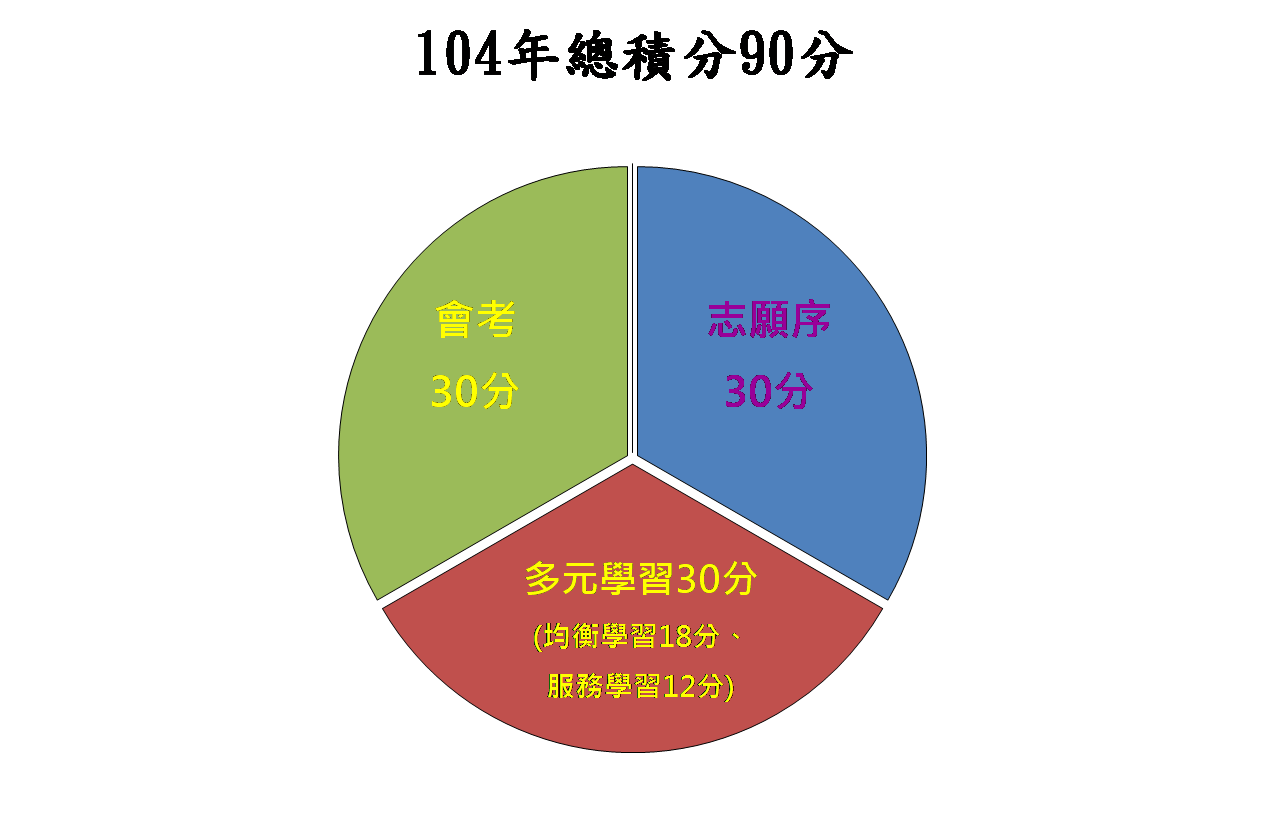 104年總積分90分
會考
30分
志願序
30分
多元學習30分
(均衡學習18分、
服務學習12分)